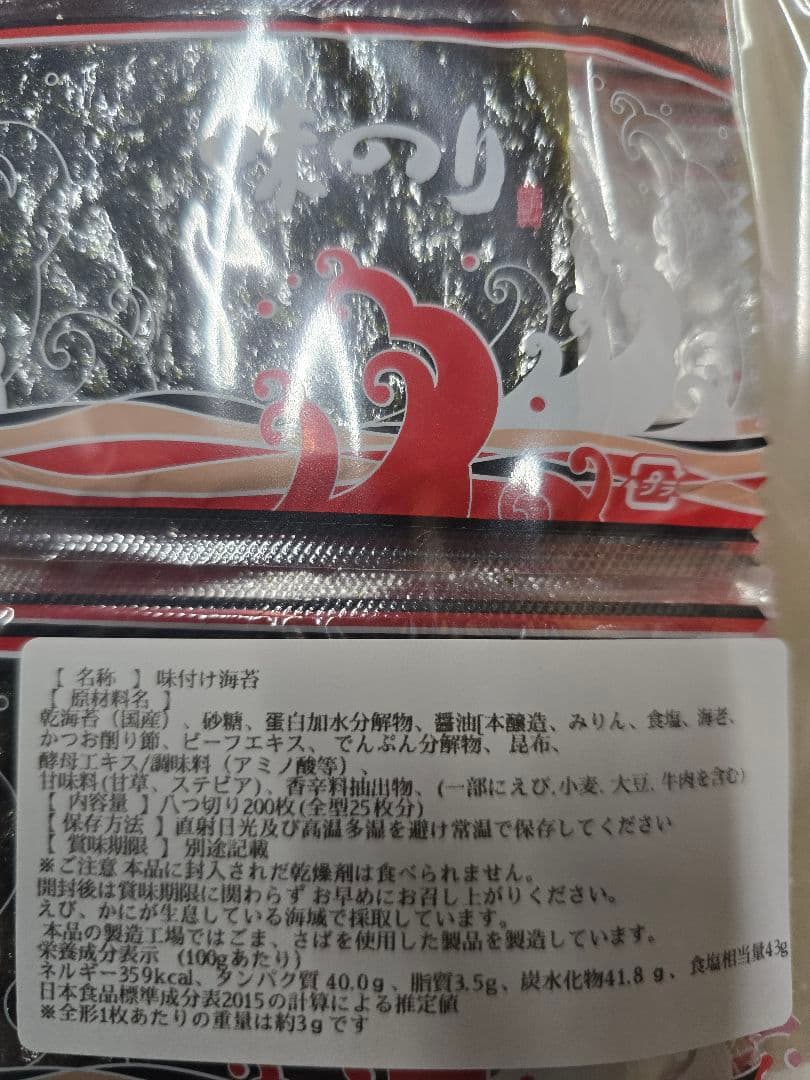 味のり
プラ
【 名称 】味付け海苔
【 原材料名 】
乾海苔（国産）、砂糖、蛋白加水分解物、醤油[本醸造、みりん、食塩、海老、
かつお削り節、ビーフエキス、でんぷん分解物、昆布、
酵母エキス/調味料（アミノ酸等）、
甘味料(甘草、ステビア)、香辛料抽出物、(一部にえび,小麦、大豆、牛肉を含む)
【 内容量 】八つ切り200枚(全型25枚分)
【 保存方法 】直射日光及び高温多湿を避け常温で保存してください
【 賞味期限 】別途記載
※ご注意 本品に封入されだ乾燥剤は食べられません。
開封後は賞味期限に関わらずお早めにお召し上がりください。
えび、かにが生息している海域で採取しています。
本品の製造工場ではごま、さばを使用した製品を製造しています。
栄養成分表示 (100gあたり)
ネルギー359kcal、タンパク質 40.0g、脂質3.5g、炭水化物41.8 g、食塩相当量4.3g
日本食品標準成分表2015の計算による推定値
※全形1枚あたりの重量は約3gです